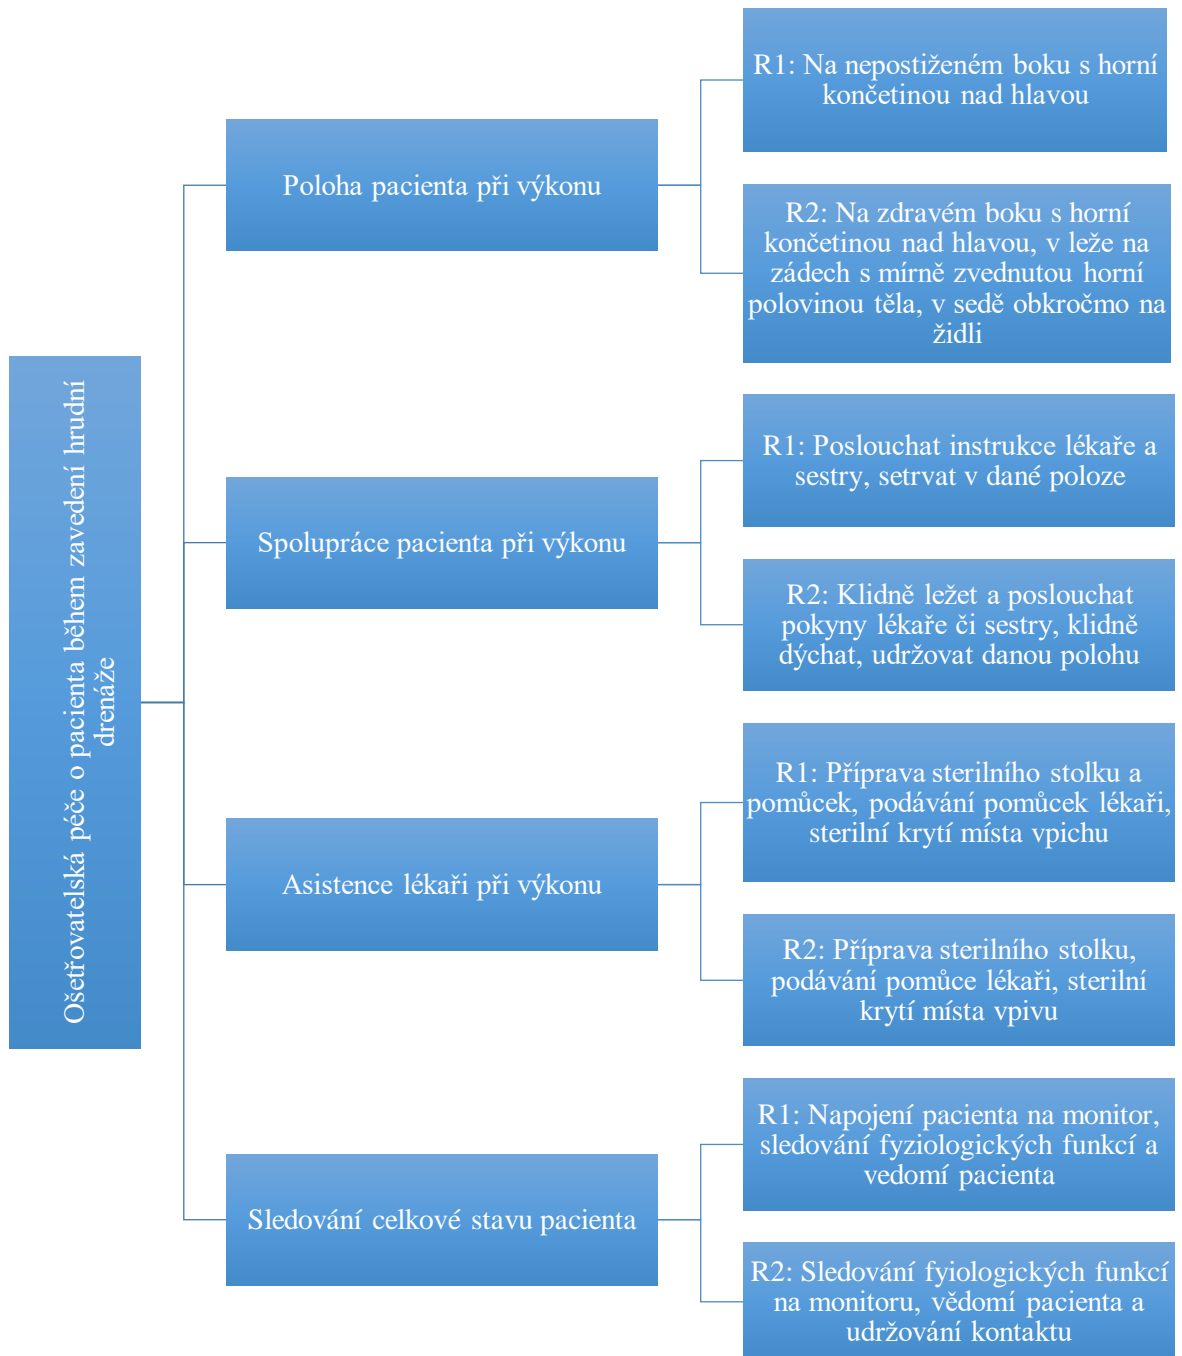 Ošetřovatelská péče o pacienta během zavedení hrudní
drenáže
Poloha pacienta při výkonu
R1: Na nepostiženém boku s horní
končetinou nad hlavou
R2: Na zdravém boku s horní
končetinou nad hlavou, v leže na
zádech s mírně zvednutou horní
polovinou těla, v sedě obkročmo na
židli
Spolupráce pacienta při výkonu
R1: Poslouchat instrukce lékaře a
sestry, setrvat v dané poloze
R2: Klidně ležet a poslouchat
pokyny lékaře či sestry, klidně
dýchat, udržovat danou polohu
Asistence lékaři při výkonu
R1: Příprava sterilního stolku a
pomůcek, podávání pomůcek lékaři,
sterilní krytí místa vpichu
R2: Příprava sterilního stolku,
podávání pomůce lékaři, sterilní
krytí místa vpivu
Sledování celkové stavu pacienta
R1: Napojení pacienta na monitor,
sledování fyziologických funkcí a
vedomí pacienta
R2: Sledování fyiologických funkcí
na monitoru, vědomí pacienta a
udržování kontaktu